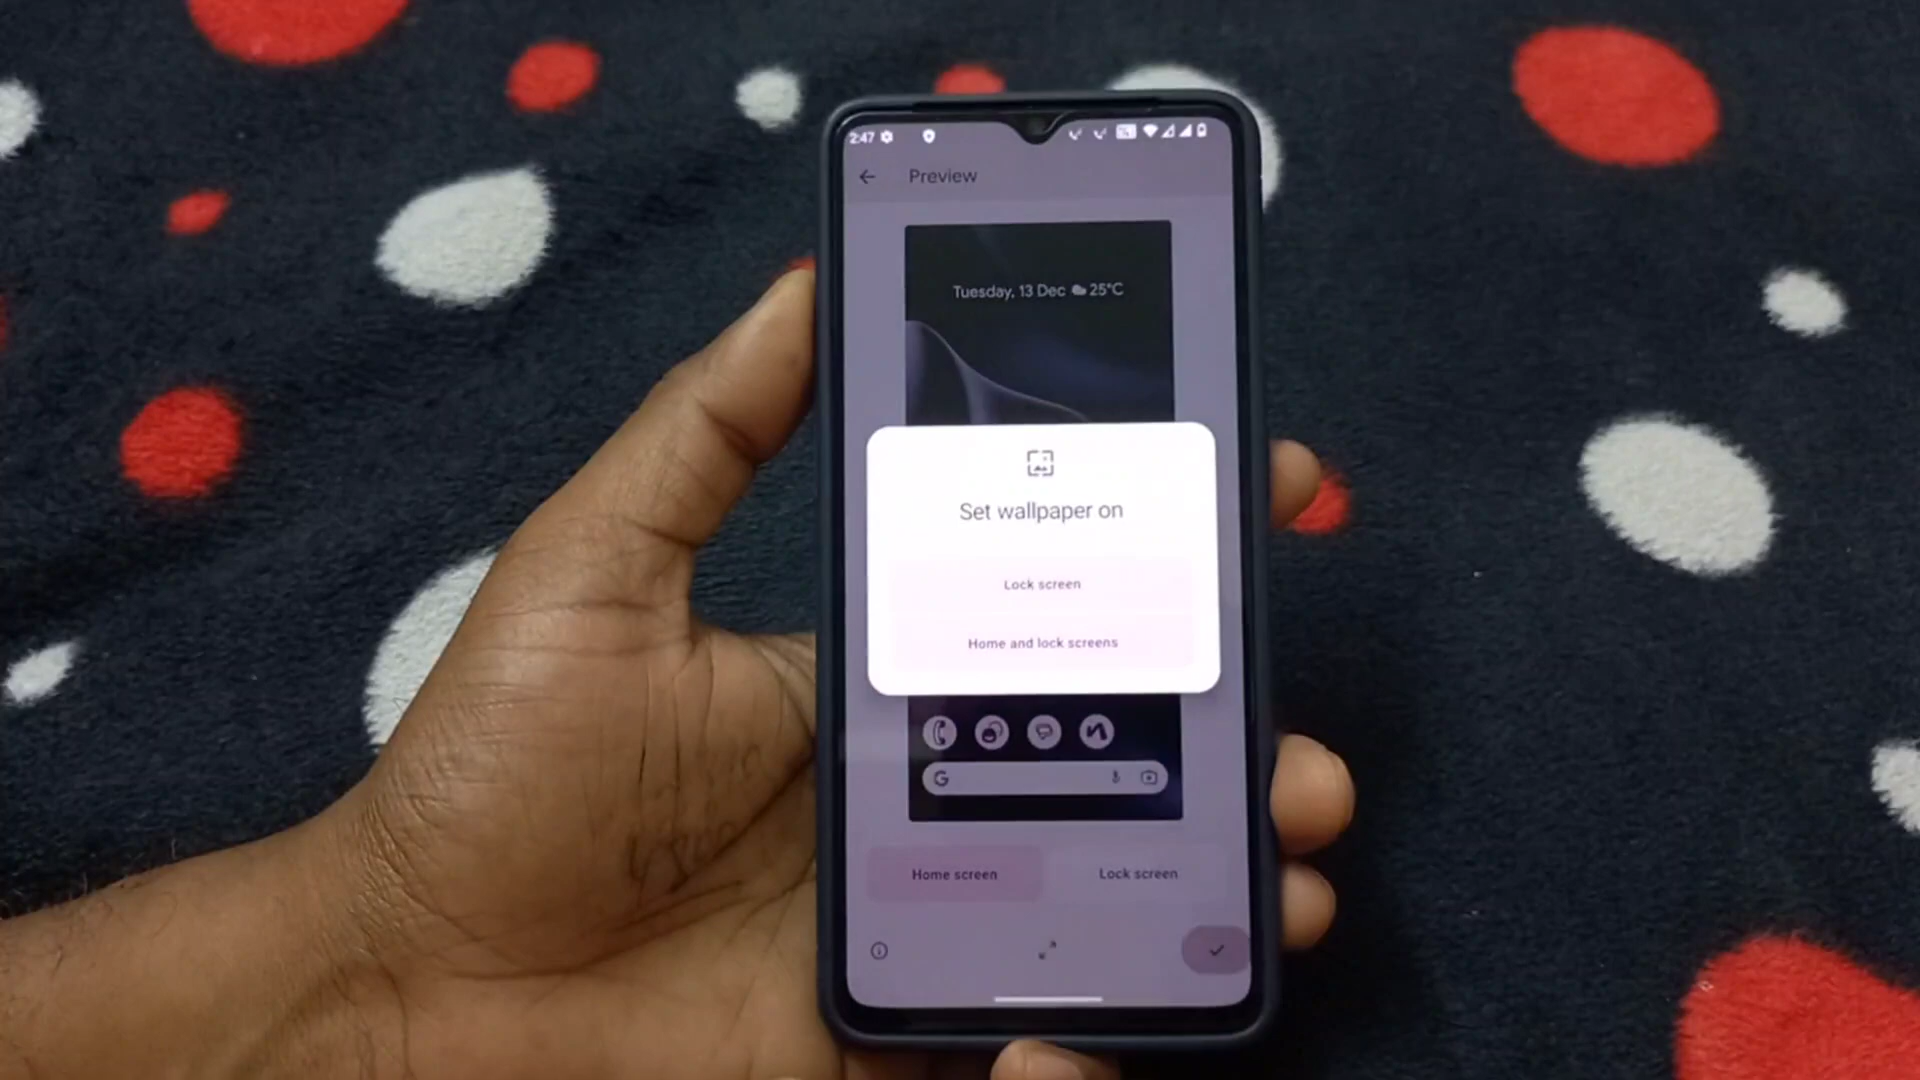 2:47
Preview
Tuesday, 13 Dec 25°C
Set wallpaper on
Lock screen
Home and lock screens
G
Home screen
Lock screen